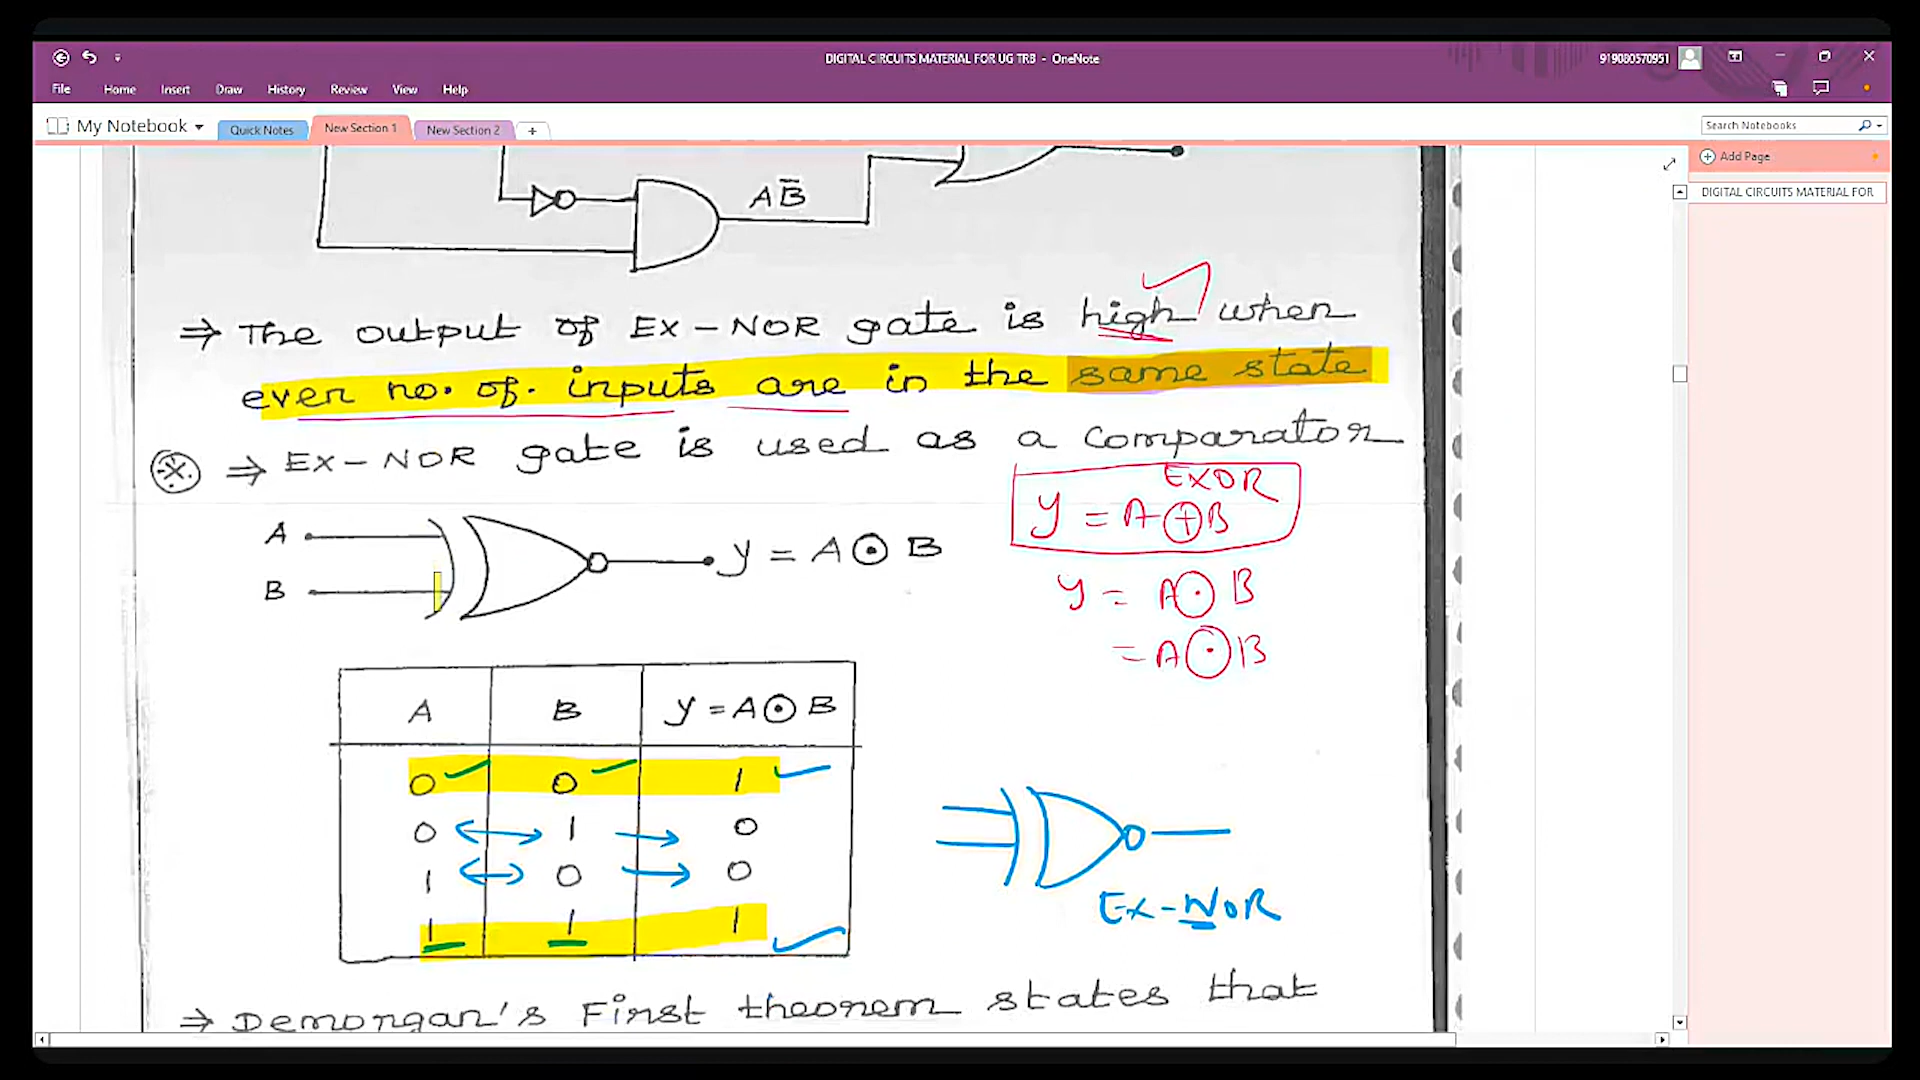 DIGITAL CIRCUITS MATERIAL FOR UG TRB - OneNote
919080570951
File Home Insert Draw History Review View Help
My Notebook Quick Notes New Section 1 New Section 2 +
Search Notebooks
Add Page
DIGITAL CIRCUITS MATERIAL FOR
AB̅
⇒ The output of EX-NOR gate is high when
even no. of. inputs are in the same state
⇒ EX-NOR gate is used as a comparator
EXOR
y = A⊕B
A
B
y = A⊙B
y = A⊙B
= A⊙B
A B y = A⊙B
0 0 1
0 1 0
1 0 0
1 1 1
Ex-NOR
⇒ Demorgan's First theorem states that